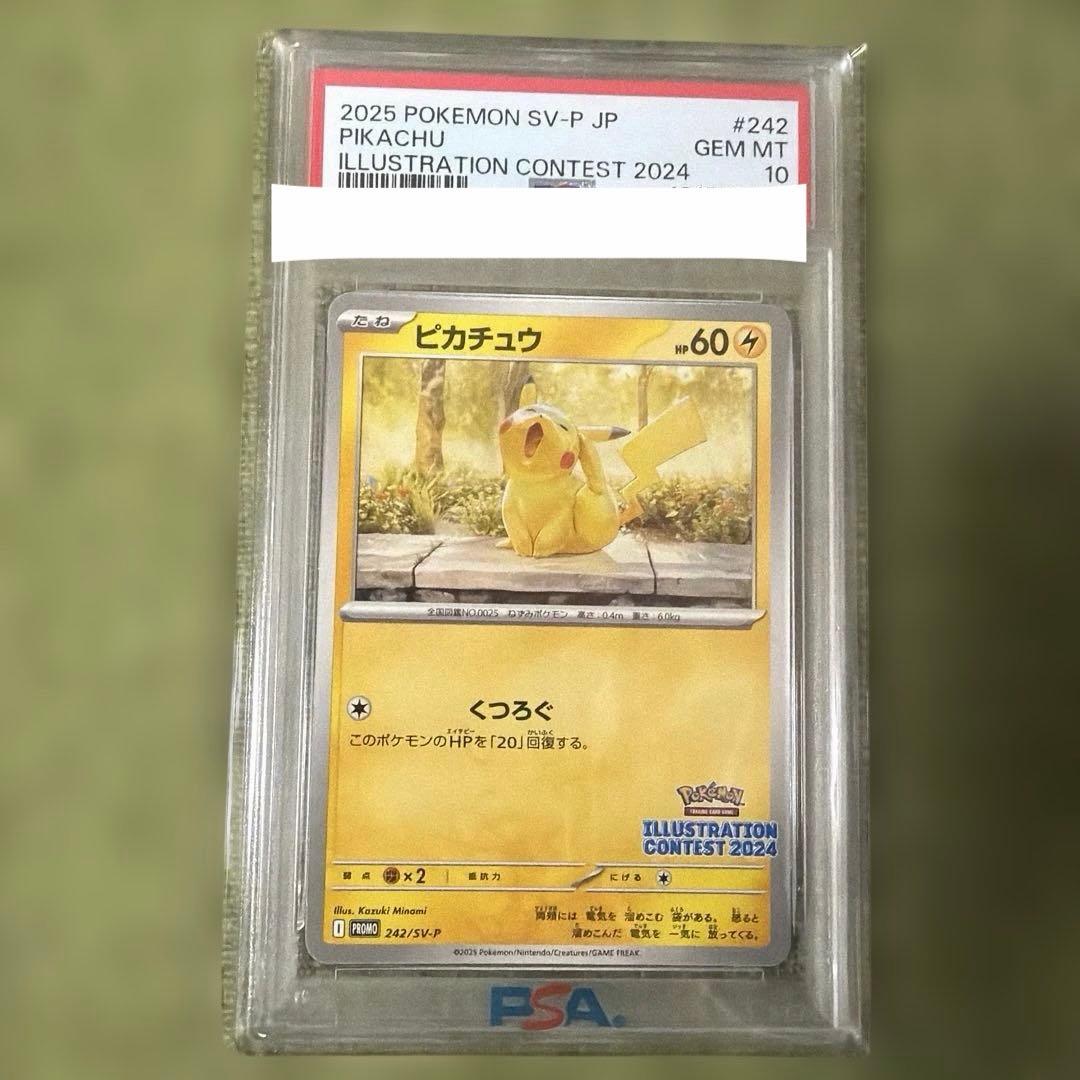 2025 POKEMON SV-P JP #242
PIKACHU GEM MT
ILLUSTRATION CONTEST 2024 10
たね ピカチュウ HP60
全国図鑑NO.0025 ねずみポケモン 高さ:0.4m 重さ:6.0kg
くつろぐ
このポケモンのHPを「20」回復する。
Pokémon
TRADING CARD GAME
ILLUSTRATION
CONTEST 2024
弱点 ×2 抵抗力 にげる
Illus. Kazuki Minami
両頬には 電気を 溜めこむ 袋がある。 怒ると
溜めこんだ 電気を 一気に 放ってくる。
I PROMO 242/SV-P
©2025 Pokémon/Nintendo/Creatures/GAME FREAK.
PSA